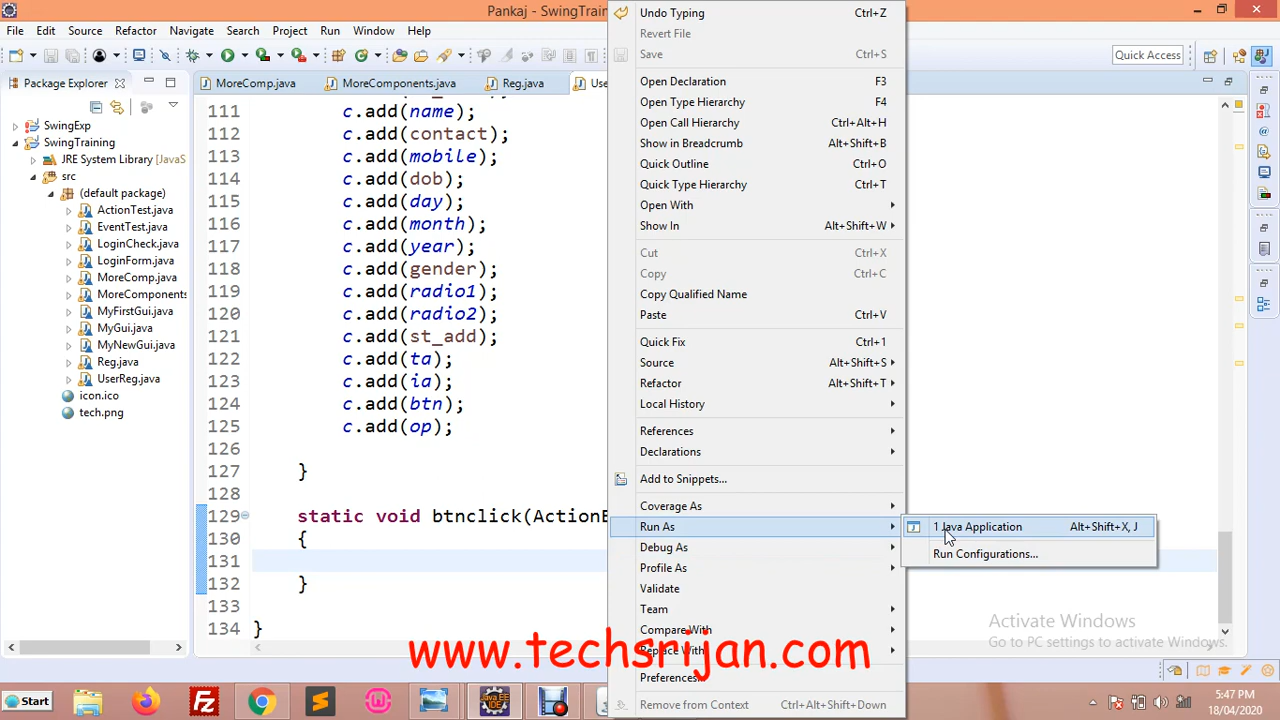 Pankaj - SwingTrai
File Edit Source Refactor Navigate Search Project Run Window Help
Quick Access
Package Explorer
MoreComp.java
MoreComponents.java
Reg.java
Use
SwingExp
SwingTraining
JRE System Library [JavaS
src
(default package)
ActionTest.java
EventTest.java
LoginCheck.java
LoginForm.java
MoreComp.java
MoreComponents
MyFirstGui.java
MyGui.java
MyNewGui.java
Reg.java
UserReg.java
icon.ico
tech.png
111 c.add(name);
112 c.add(contact);
113 c.add(mobile);
114 c.add(dob);
115 c.add(day);
116 c.add(month);
117 c.add(year);
118 c.add(gender);
119 c.add(radio1);
120 c.add(radio2);
121 c.add(st_add);
122 c.add(ta);
123 c.add(ia);
124 c.add(btn);
125 c.add(op);
126
127 }
128
129 static void btnclick(ActionE
130 {
131
132 }
133
134 }
Undo Typing Ctrl+Z
Revert File
Save Ctrl+S
Open Declaration F3
Open Type Hierarchy F4
Open Call Hierarchy Ctrl+Alt+H
Show in Breadcrumb Alt+Shift+B
Quick Outline Ctrl+O
Quick Type Hierarchy Ctrl+T
Open With
Show In Alt+Shift+W
Cut Ctrl+X
Copy Ctrl+C
Copy Qualified Name
Paste Ctrl+V
Quick Fix Ctrl+1
Source Alt+Shift+S
Refactor Alt+Shift+T
Local History
References
Declarations
Add to Snippets...
Coverage As
Run As
Debug As
Profile As
Validate
Team
Compare With
Replace With
Preferences...
Remove from Context Ctrl+Alt+Shift+Down
1 Java Application Alt+Shift+X, J
Run Configurations...
Activate Windows
Go to PC settings to activate Windows.
www.techsrijan.com
Start
Java EE
IDE
5:47 PM
18/04/2020